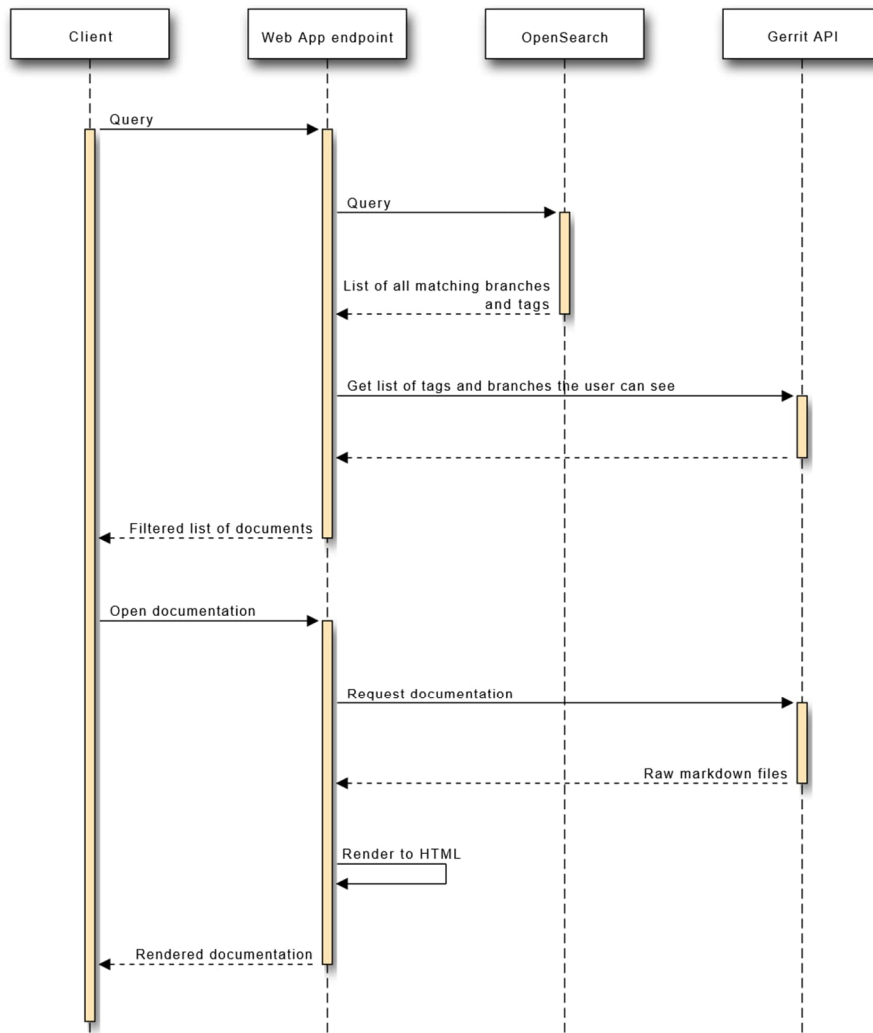 Client
Web App endpoint
OpenSearch
Gerrit API
Query
Query
List of all matching branches
and tags
Get list of tags and branches the user can see
Filtered list of documents
Open documentation
Request documentation
Raw markdown files
Render to HTML
Rendered documentation